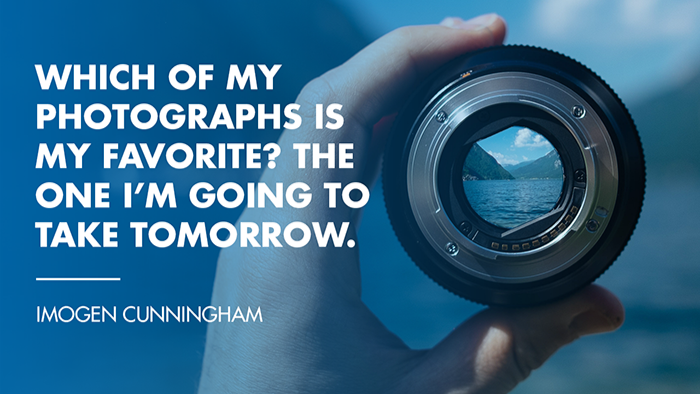 WHICH OF MY
PHOTOGRAPHS IS
MY FAVORITE? THE
ONE I'M GOING TO
TAKE TOMORROW.
IMOGEN CUNNINGHAM